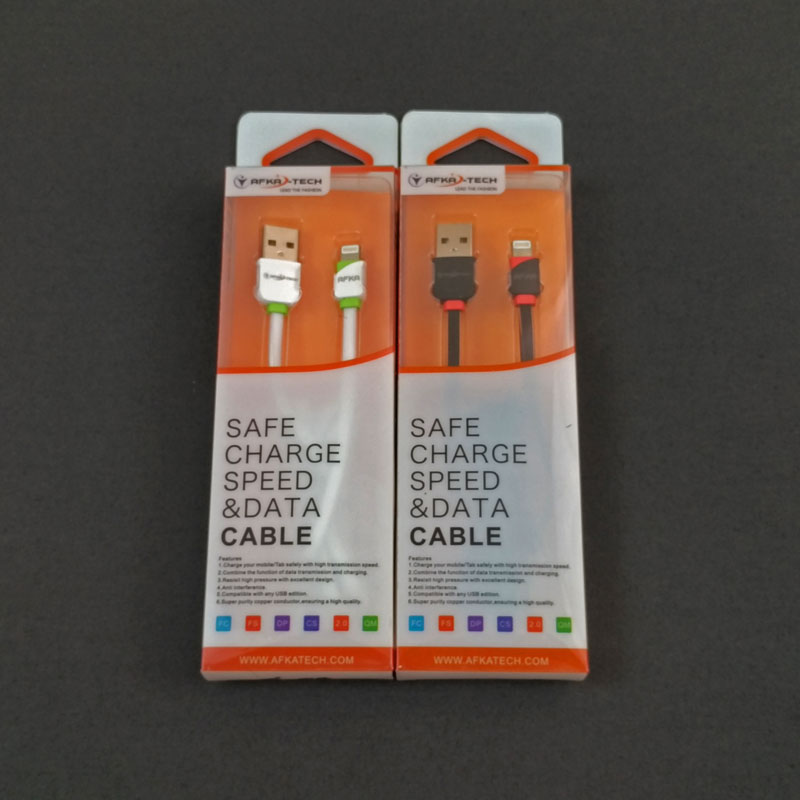 AFKA-TECH
LEAD THE FASHION
AFKA-TECH
AFKA
SAFE
CHARGE
SPEED
&DATA
CABLE
Features
1.Charge your mobile/Tab safely with high transmission speed.
2.Combine the function of data transmission and charging.
3.Resist high pressure with excellent design.
4.Anti interference.
5.Compatible with any USB edition.
6.Super purity copper conductor,ensuring a high quality.
FC FS DP CS 2.0 QM
WWW.AFKATECH.COM
AFKA-TECH
LEAD THE FASHION
SAFE
CHARGE
SPEED
&DATA
CABLE
Features
1.Charge your mobile/Tab safely with high transmission speed.
2.Combine the function of data transmission and charging.
3.Resist high pressure with excellent design.
4.Anti interference.
5.Compatible with any USB edition.
6.Super purity copper conductor,ensuring a high quality.
FC FS DP CS 2.0 QM
WWW.AFKATECH.COM